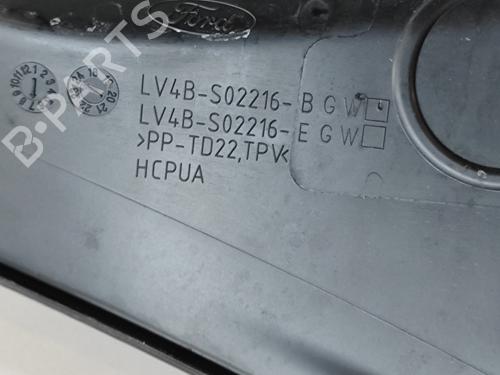 Ford
LV4B-S02216-BGW
LV4B-S02216-EGW
>PP-TD22,TPV<
HCPUA
B-PARTS